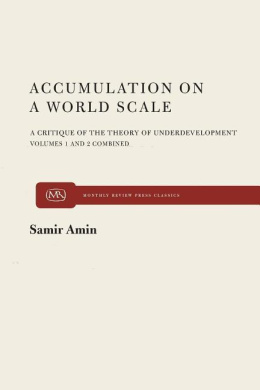 ACCUMULATION ON
A WORLD SCALE
A CRITIQUE OF THE THEORY OF UNDERDEVELOPMENT
VOLUMES 1 AND 2 COMBINED
MR MONTHLY REVIEW PRESS CLASSICS
Samir Amin